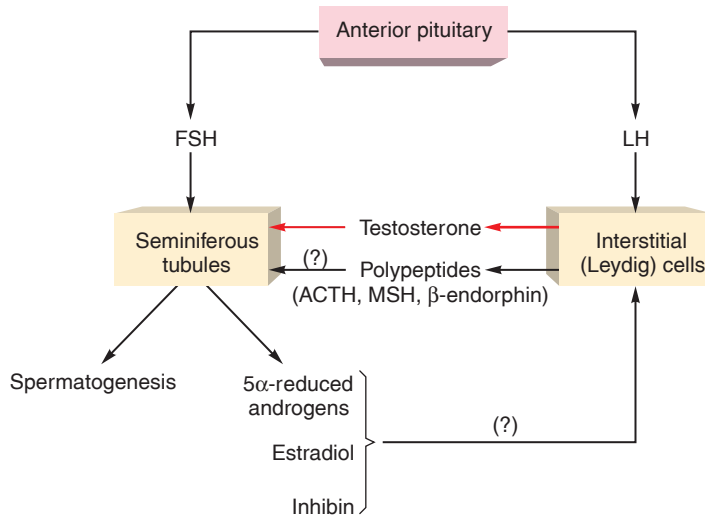 Anterior pituitary
FSH
LH
Seminiferous
tubules
Testosterone
(?)
Polypeptides
(ACTH, MSH, β-endorphin)
Interstitial
(Leydig) cells
Spermatogenesis
5α-reduced
androgens
Estradiol
Inhibin
(?)